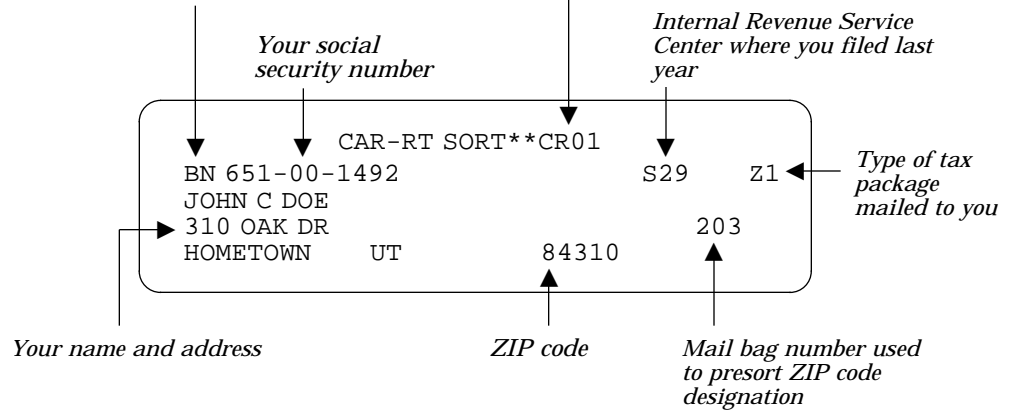 Internal Revenue Service
Center where you filed last
year
Your social
security number
CAR-RT SORT**CR01
BN 651-00-1492 S29 Z1
JOHN C DOE
310 OAK DR 203
HOMETOWN UT 84310
Type of tax
package
mailed to you
Your name and address
ZIP code
Mail bag number used
to presort ZIP code
designation